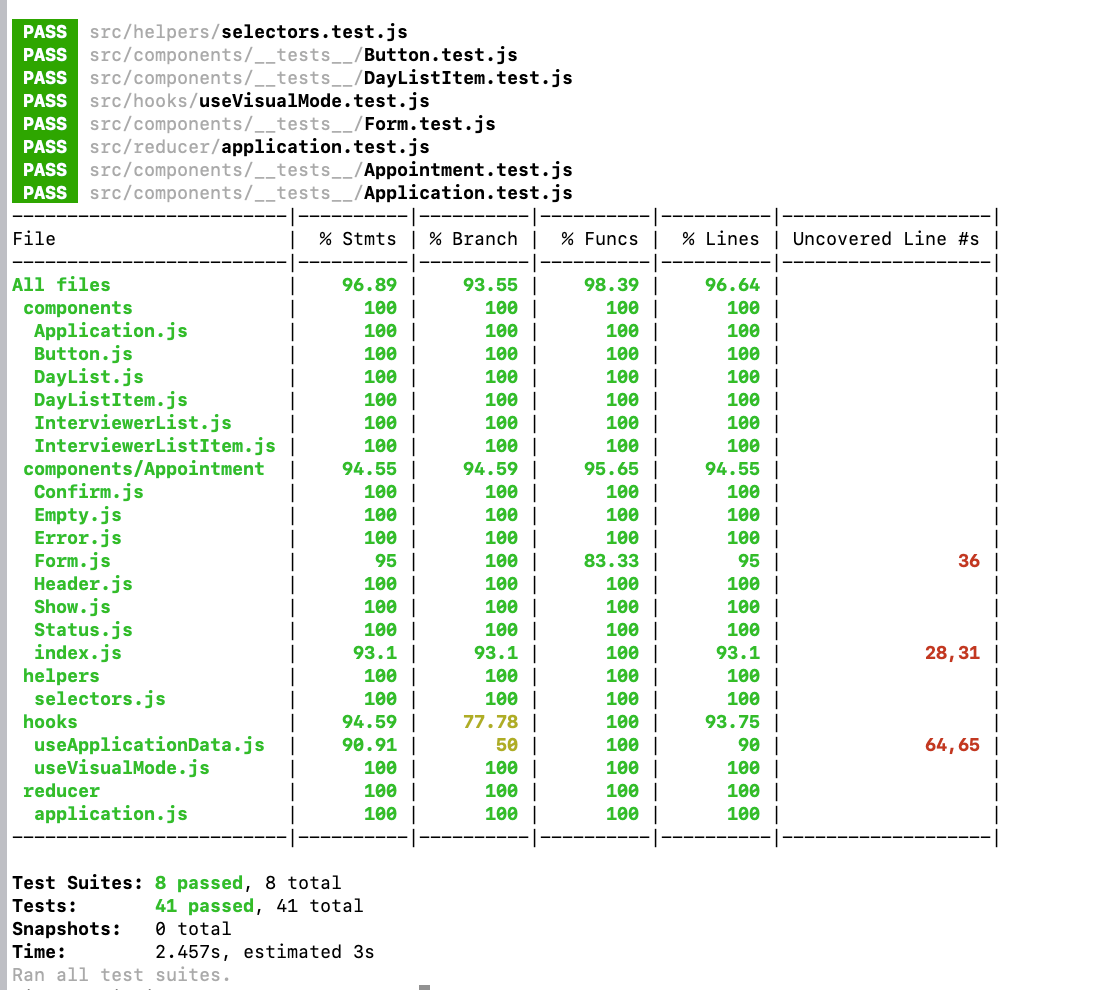 PASS src/helpers/selectors.test.js
PASS src/components/__tests__/Button.test.js
PASS src/components/__tests__/DayListItem.test.js
PASS src/hooks/useVisualMode.test.js
PASS src/components/__tests__/Form.test.js
PASS src/reducer/application.test.js
PASS src/components/__tests__/Appointment.test.js
PASS src/components/__tests__/Application.test.js
-------------------------|----------|----------|----------|----------|-------------------|
File                     |  % Stmts | % Branch |  % Funcs |  % Lines | Uncovered Line #s |
-------------------------|----------|----------|----------|----------|-------------------|
All files                |    96.89 |    93.55 |    98.39 |    96.64 |                   |
 components              |      100 |      100 |      100 |      100 |                   |
  Application.js         |      100 |      100 |      100 |      100 |                   |
  Button.js              |      100 |      100 |      100 |      100 |                   |
  DayList.js             |      100 |      100 |      100 |      100 |                   |
  DayListItem.js         |      100 |      100 |      100 |      100 |                   |
  InterviewerList.js     |      100 |      100 |      100 |      100 |                   |
  InterviewerListItem.js |      100 |      100 |      100 |      100 |                   |
 components/Appointment  |    94.55 |    94.59 |    95.65 |    94.55 |                   |
  Confirm.js             |      100 |      100 |      100 |      100 |                   |
  Empty.js               |      100 |      100 |      100 |      100 |                   |
  Error.js               |      100 |      100 |      100 |      100 |                   |
  Form.js                |       95 |      100 |    83.33 |       95 |                36 |
  Header.js              |      100 |      100 |      100 |      100 |                   |
  Show.js                |      100 |      100 |      100 |      100 |                   |
  Status.js              |      100 |      100 |      100 |      100 |                   |
  index.js               |     93.1 |     93.1 |      100 |     93.1 |             28,31 |
 helpers                 |      100 |      100 |      100 |      100 |                   |
  selectors.js           |      100 |      100 |      100 |      100 |                   |
 hooks                   |    94.59 |    77.78 |      100 |    93.75 |                   |
  useApplicationData.js  |    90.91 |       50 |      100 |       90 |             64,65 |
  useVisualMode.js       |      100 |      100 |      100 |      100 |                   |
 reducer                 |      100 |      100 |      100 |      100 |                   |
  application.js         |      100 |      100 |      100 |      100 |                   |
-------------------------|----------|----------|----------|----------|-------------------|
Test Suites: 8 passed, 8 total
Tests:       41 passed, 41 total
Snapshots:   0 total
Time:        2.457s, estimated 3s
Ran all test suites.